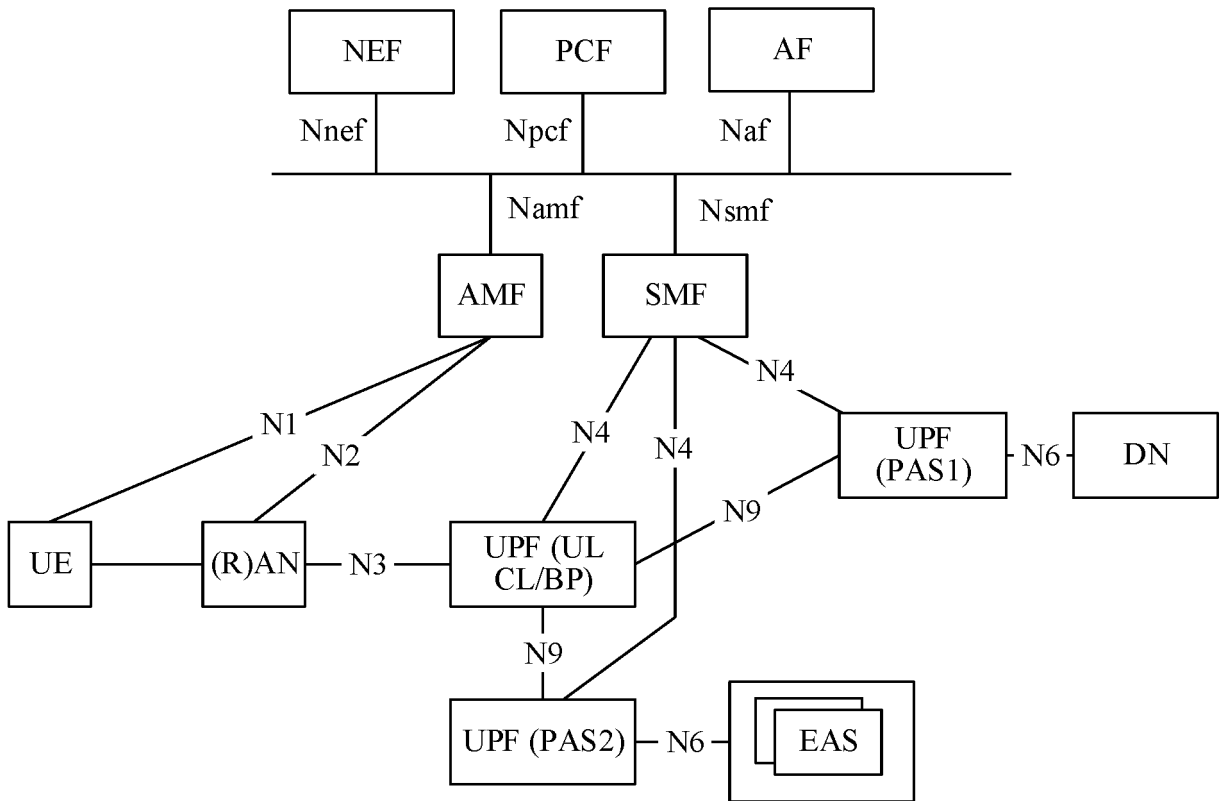 NEF
PCF
AF
Nnef
Npcf
Naf
Namf
Nsmf
AMF
SMF
N4
N1
N4
N4
N2
UPF
(PAS1)
N6
DN
N9
UE
(R)AN
N3
UPF (UL
CL/BP)
N9
UPF (PAS2)
N6
EAS